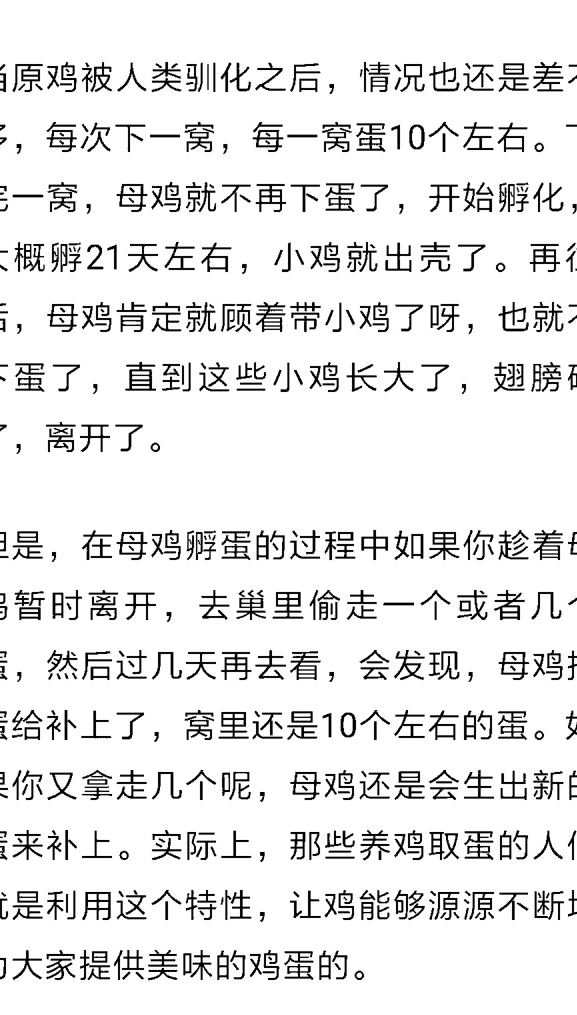 当原鸡被人类驯化之后，情况也还是差不
多，每次下一窝，每一窝蛋10个左右。下
完一窝，母鸡就不再下蛋了，开始孵化，
大概孵21天左右，小鸡就出壳了。再往
后，母鸡肯定就顾着带小鸡了呀，也就不
下蛋了，直到这些小鸡长大了，翅膀硬
了，离开了。
但是，在母鸡孵蛋的过程中如果你趁着母
鸡暂时离开，去巢里偷走一个或者几个
蛋，然后过几天再去看，会发现，母鸡把
蛋给补上了，窝里还是10个左右的蛋。如
果你又拿走几个呢，母鸡还是会生出新的
蛋来补上。实际上，那些养鸡取蛋的人们
就是利用这个特性，让鸡能够源源不断地
为大家提供美味的鸡蛋的。